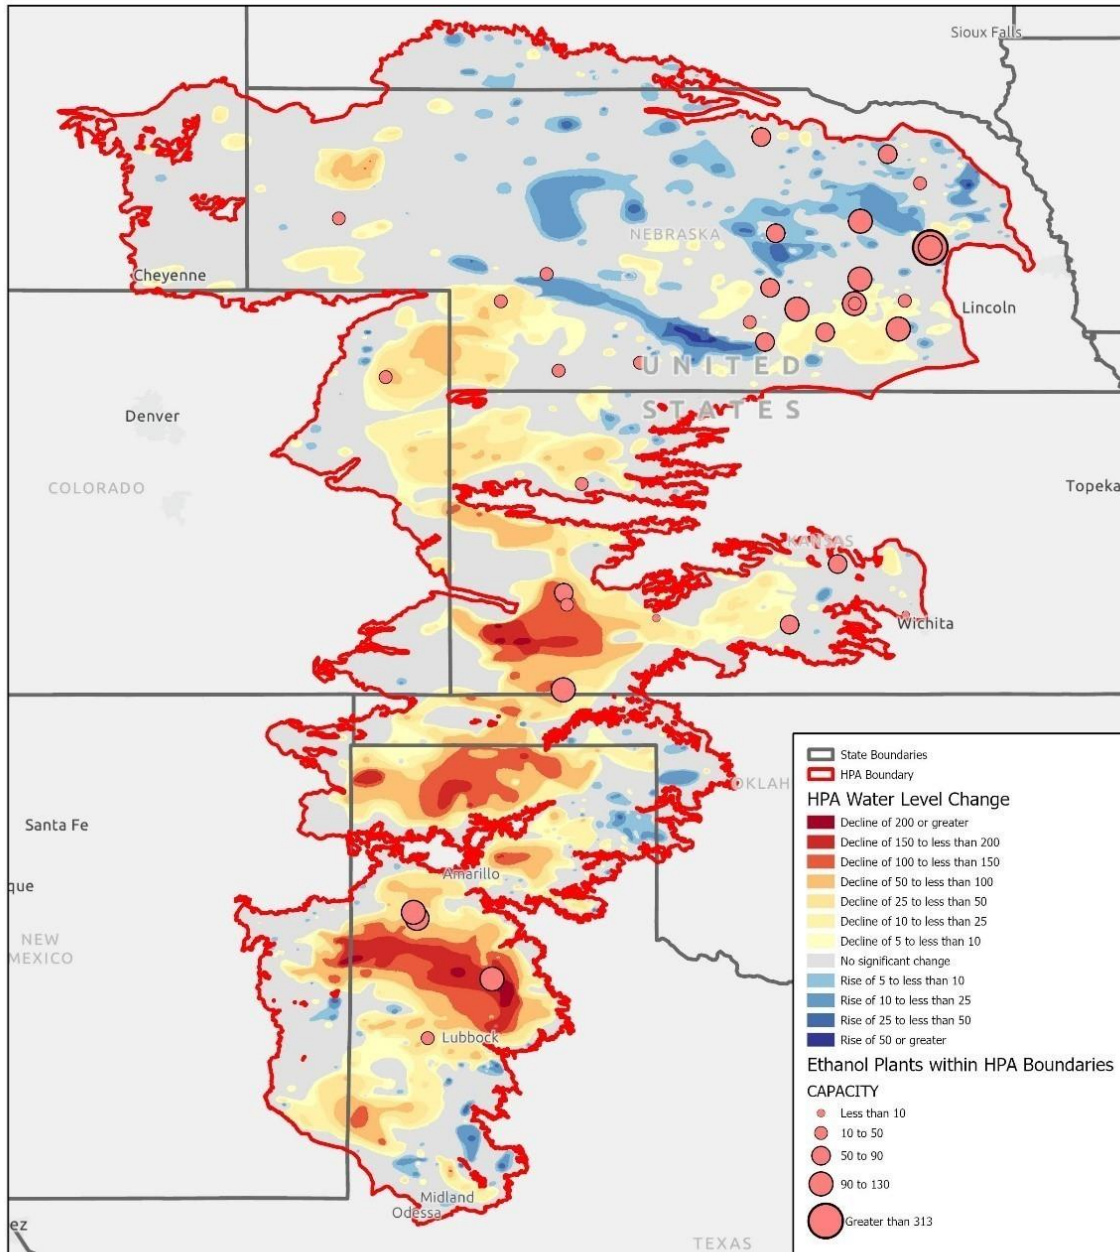 Sioux Falls
NEBRASKA
Cheyenne
Lincoln
UNITED
STATES
Denver
COLORADO
Topeka
KANSAS
Wichita
OKLAH
Santa Fe
Amarillo
que
NEW
MEXICO
Lubbock
Midland
Odessa
ez
TEXAS
State Boundaries
HPA Boundary
HPA Water Level Change
Decline of 200 or greater
Decline of 150 to less than 200
Decline of 100 to less than 150
Decline of 50 to less than 100
Decline of 25 to less than 50
Decline of 10 to less than 25
Decline of 5 to less than 10
No significant change
Rise of 5 to less than 10
Rise of 10 to less than 25
Rise of 25 to less than 50
Rise of 50 or greater
Ethanol Plants within HPA Boundaries
CAPACITY
Less than 10
10 to 50
50 to 90
90 to 130
Greater than 313